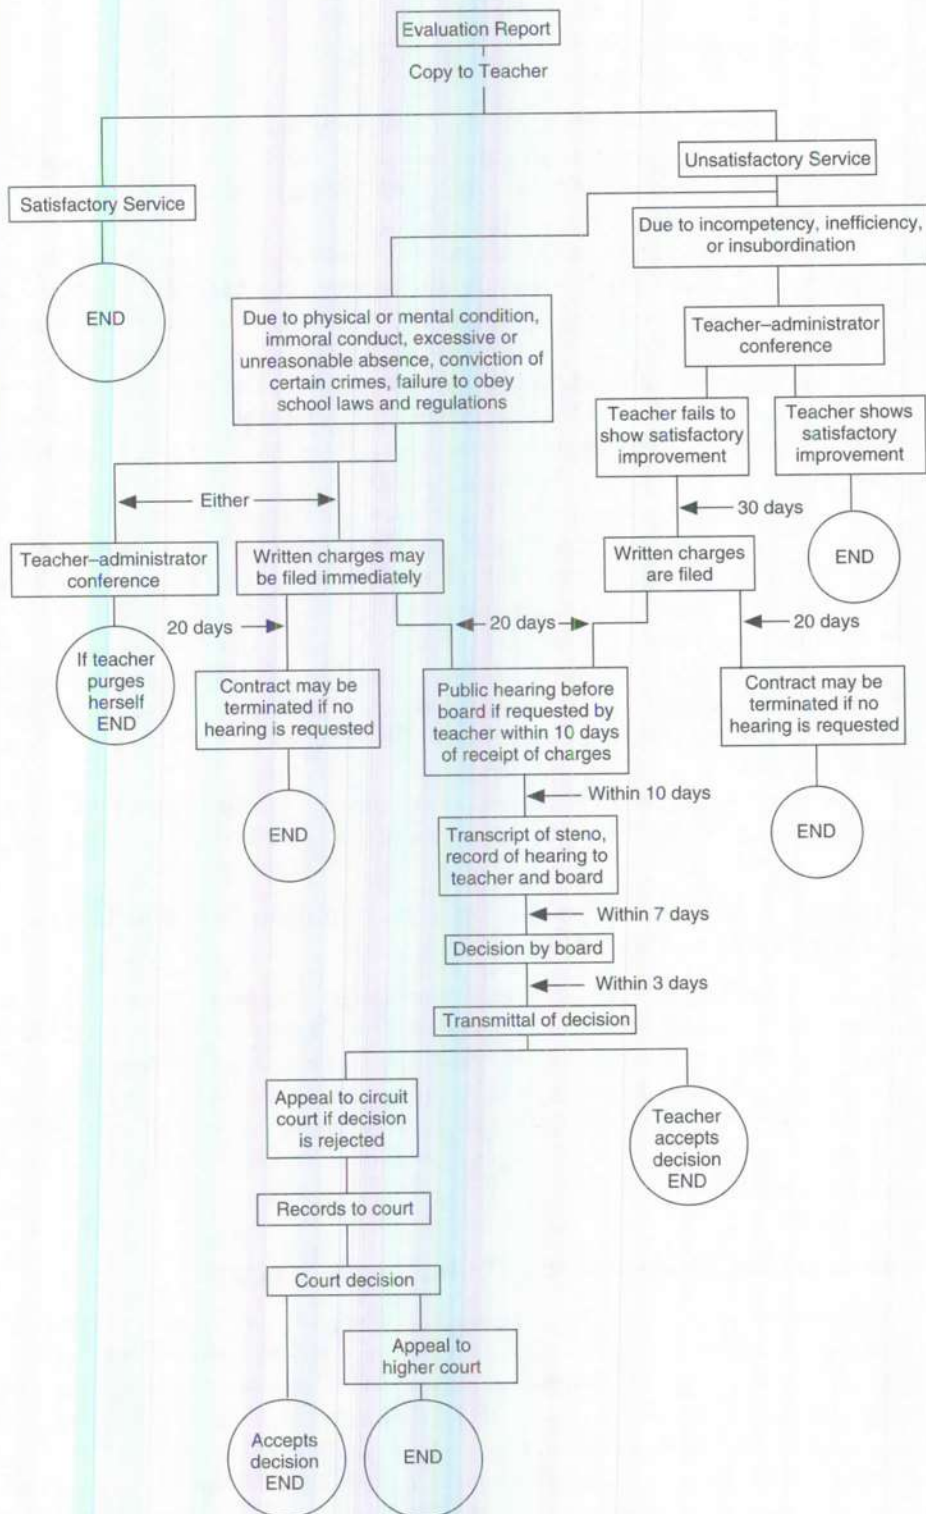 Evaluation Report
Copy to Teacher
Unsatisfactory Service
Satisfactory Service
Due to incompetency, inefficiency,
or insubordination
END
Due to physical or mental condition,
immoral conduct, excessive or
unreasonable absence, conviction of
certain crimes, failure to obey
school laws and regulations
Teacher–administrator
conference
Teacher fails to
show satisfactory
improvement
Teacher shows
satisfactory
improvement
Either
30 days
Teacher–administrator
conference
Written charges may
be filed immediately
Written charges
are filed
END
20 days
20 days
20 days
If teacher
purges
herself
END
Contract may be
terminated if no
hearing is requested
Public hearing before
board if requested by
teacher within 10 days
of receipt of charges
Contract may be
terminated if no
hearing is requested
Within 10 days
END
Transcript of steno,
record of hearing to
teacher and board
END
Within 7 days
Decision by board
Within 3 days
Transmittal of decision
Appeal to circuit
court if decision
is rejected
Teacher
accepts
decision
END
Records to court
Court decision
Appeal to
higher court
Accepts
decision
END
END